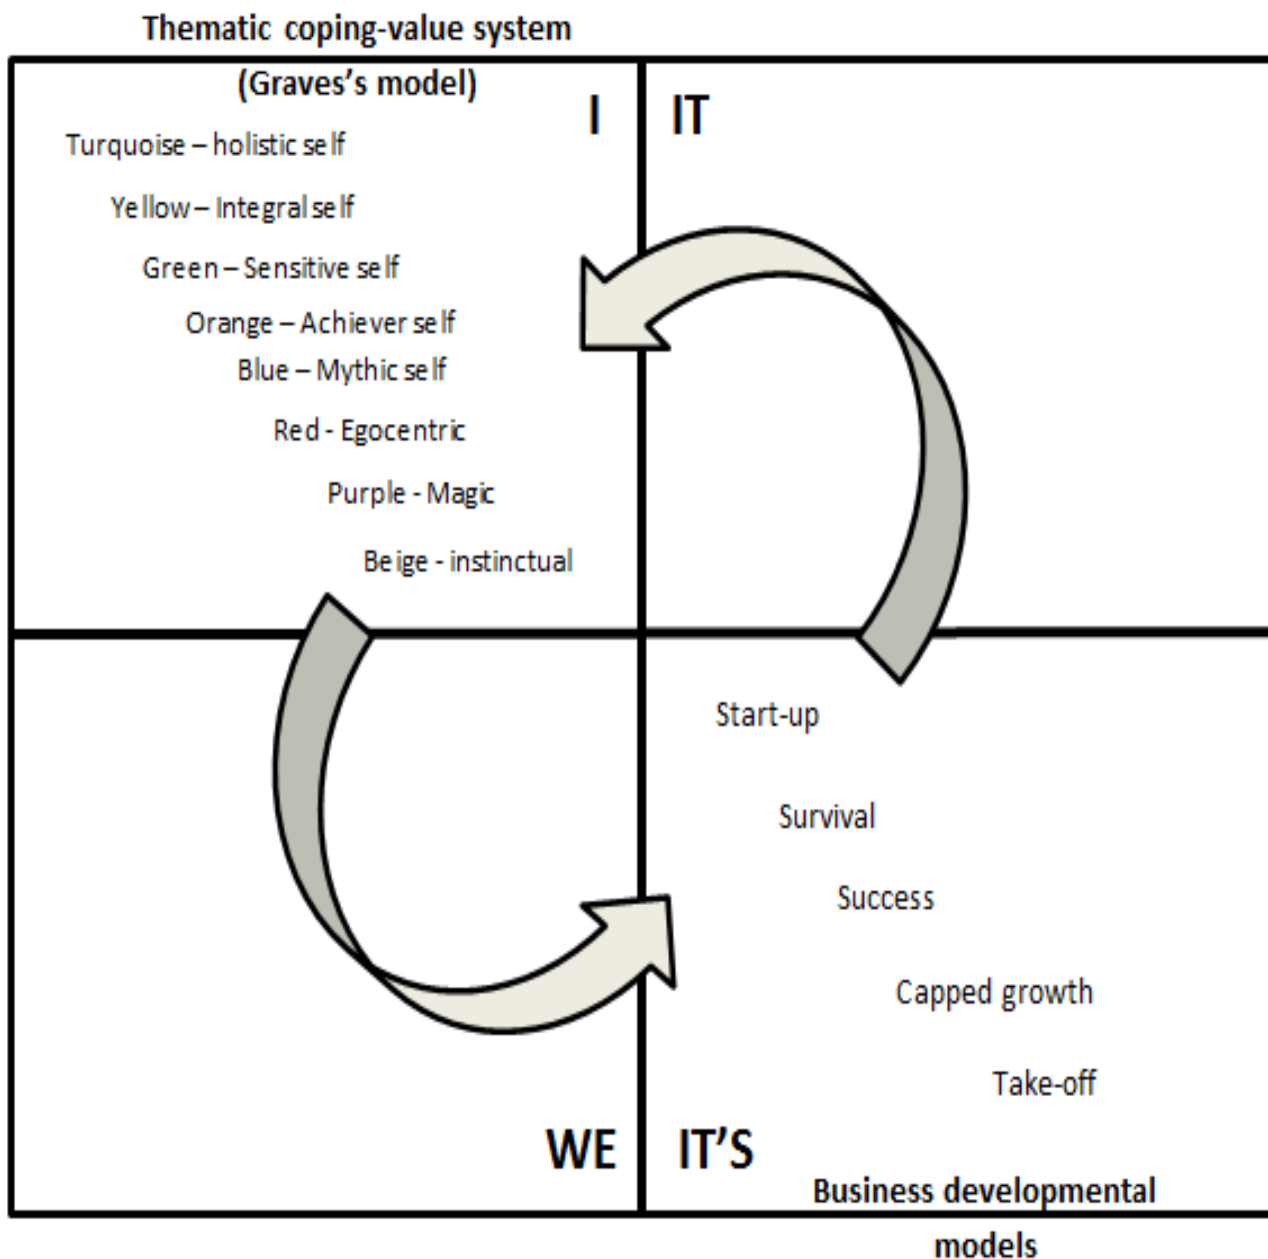 Thematic coping-value system
(Graves's model)
I
IT
Turquoise – holistic self
Yellow – Integral self
Green – Sensitive self
Orange – Achiever self
Blue – Mythic self
Red - Egocentric
Purple - Magic
Beige - instinctual
Start-up
Survival
Success
Capped growth
Take-off
WE
IT'S
Business developmental
models